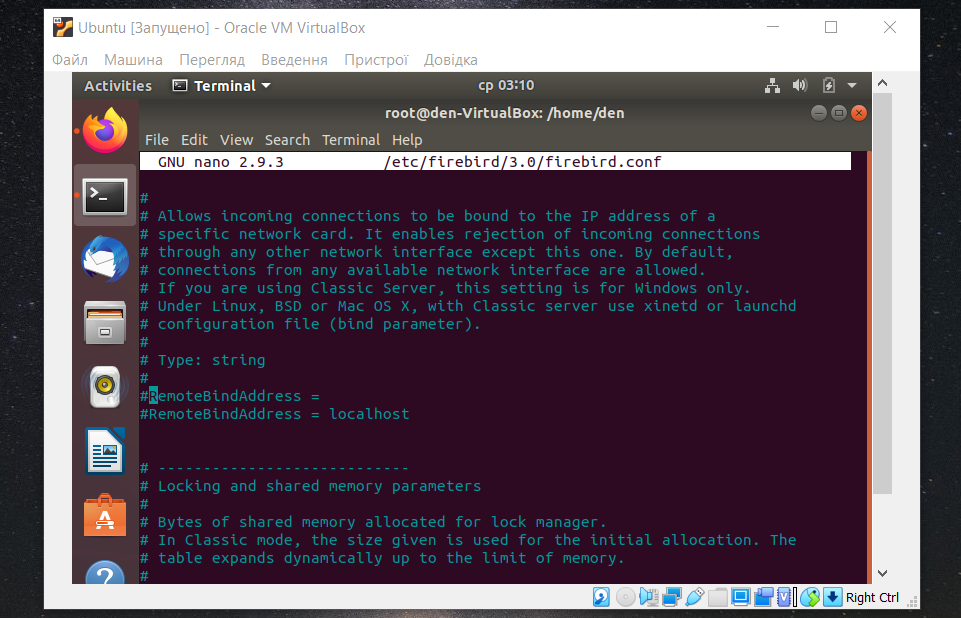 Ubuntu [Запущено] - Oracle VM VirtualBox
Файл Машина Перегляд Введення Пристрої Довідка
Activities Terminal ср 03:10
root@den-VirtualBox: /home/den
File Edit View Search Terminal Help
GNU nano 2.9.3 /etc/firebird/3.0/firebird.conf
#
# Allows incoming connections to be bound to the IP address of a
# specific network card. It enables rejection of incoming connections
# through any other network interface except this one. By default,
# connections from any available network interface are allowed.
# If you are using Classic Server, this setting is for Windows only.
# Under Linux, BSD or Mac OS X, with Classic server use xinetd or launchd
# configuration file (bind parameter).
#
# Type: string
#
#RemoteBindAddress =
#RemoteBindAddress = localhost
# ----------------------------
# Locking and shared memory parameters
#
# Bytes of shared memory allocated for lock manager.
# In Classic mode, the size given is used for the initial allocation. The
# table expands dynamically up to the limit of memory.
#
Right Ctrl